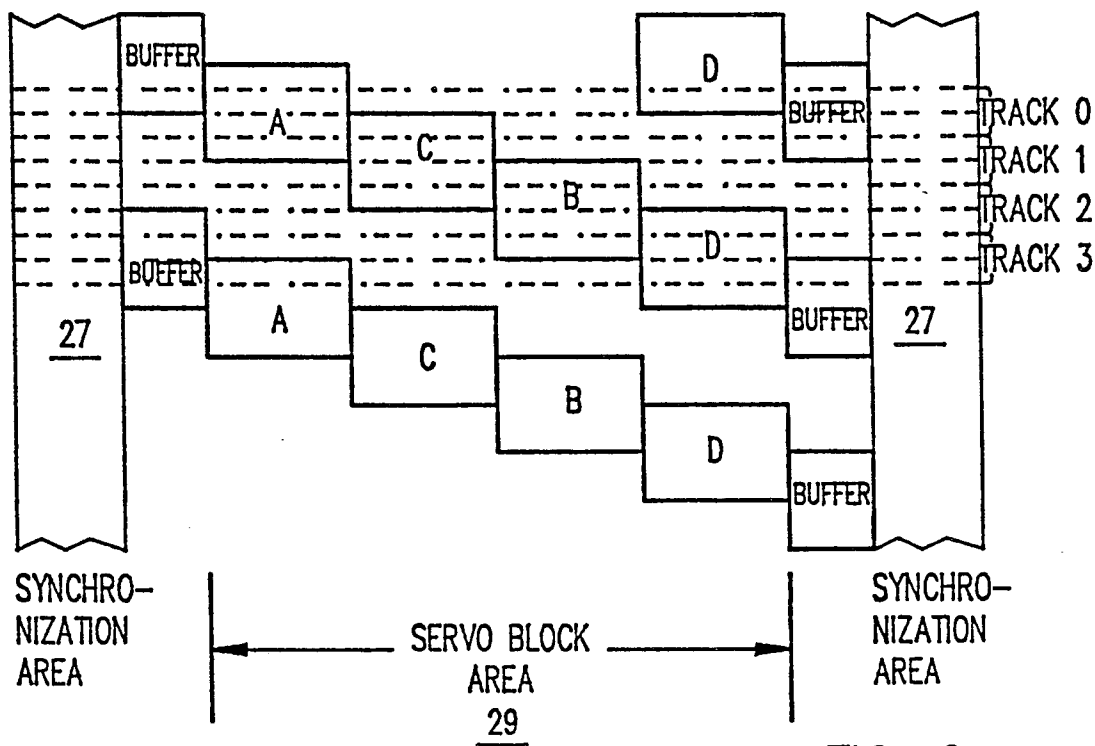 BUFFER
D
A
BUFFER
TRACK 0
C
TRACK 1
B
TRACK 2
D
TRACK 3
BUFFER
A
BUFFER
27
27
C
B
D
BUFFER
SYNCHRO-
NIZATION
AREA
SERVO BLOCK
AREA
29
SYNCHRO-
NIZATION
AREA